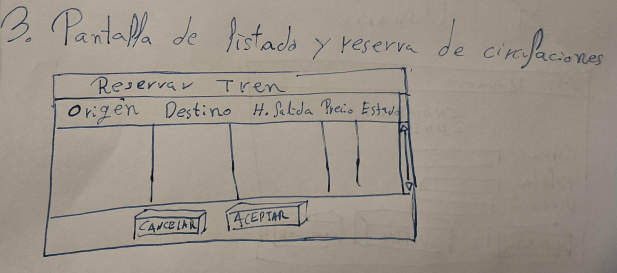 3. Pantalla de listado y reserva de circulaciones
Reservar Tren
Origen Destino H. Salida Precio Estado
CANCELAR ACEPTAR